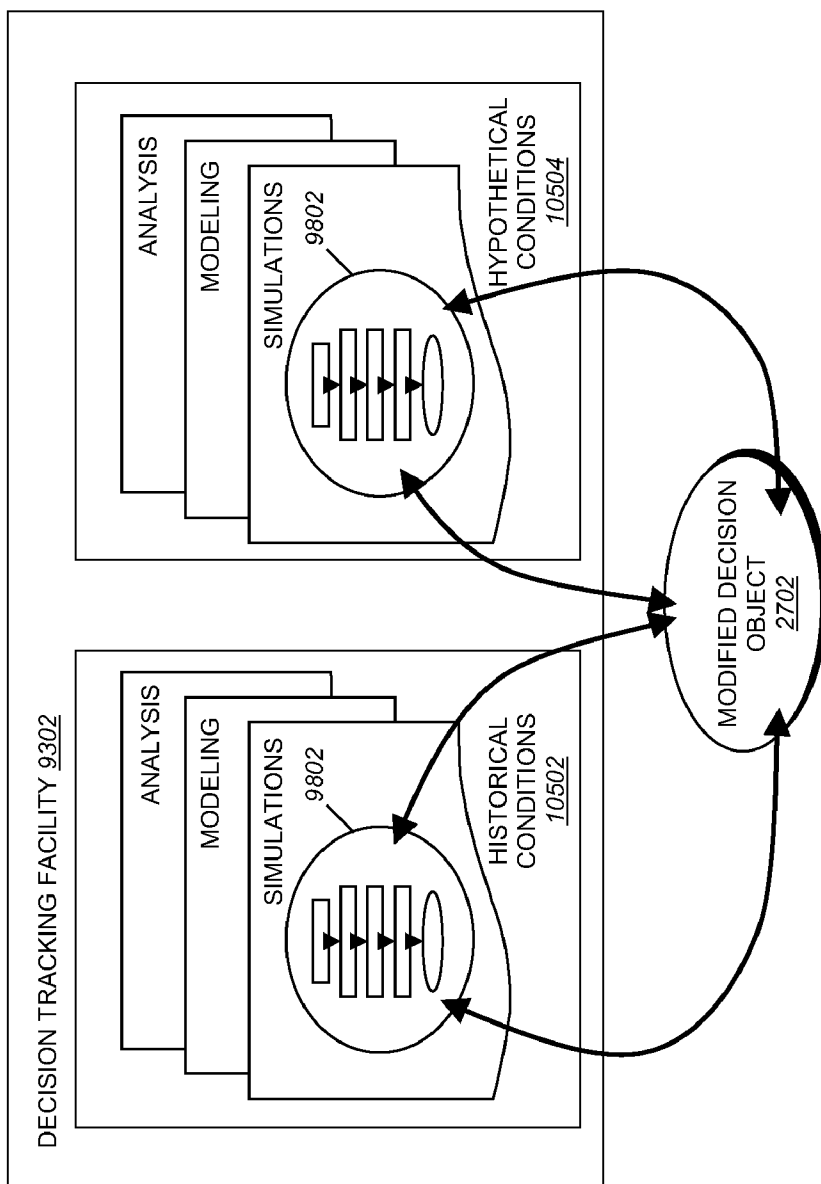 DECISION TRACKING FACILITY 9302
ANALYSIS
MODELING
SIMULATIONS
9802
HISTORICAL
CONDITIONS
10502
ANALYSIS
MODELING
SIMULATIONS
9802
HYPOTHETICAL
CONDITIONS
10504
MODIFIED DECISION
OBJECT
2702